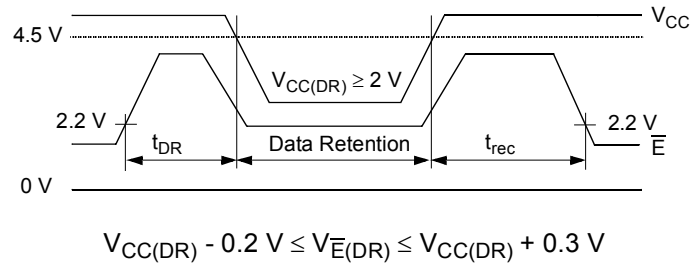 V_CC
4.5 V
V_CC(DR) ≥ 2 V
2.2 V
2.2 V
t_DR
Data Retention
t_rec
E̅
0 V
V_CC(DR) - 0.2 V ≤ V_E̅(DR) ≤ V_CC(DR) + 0.3 V